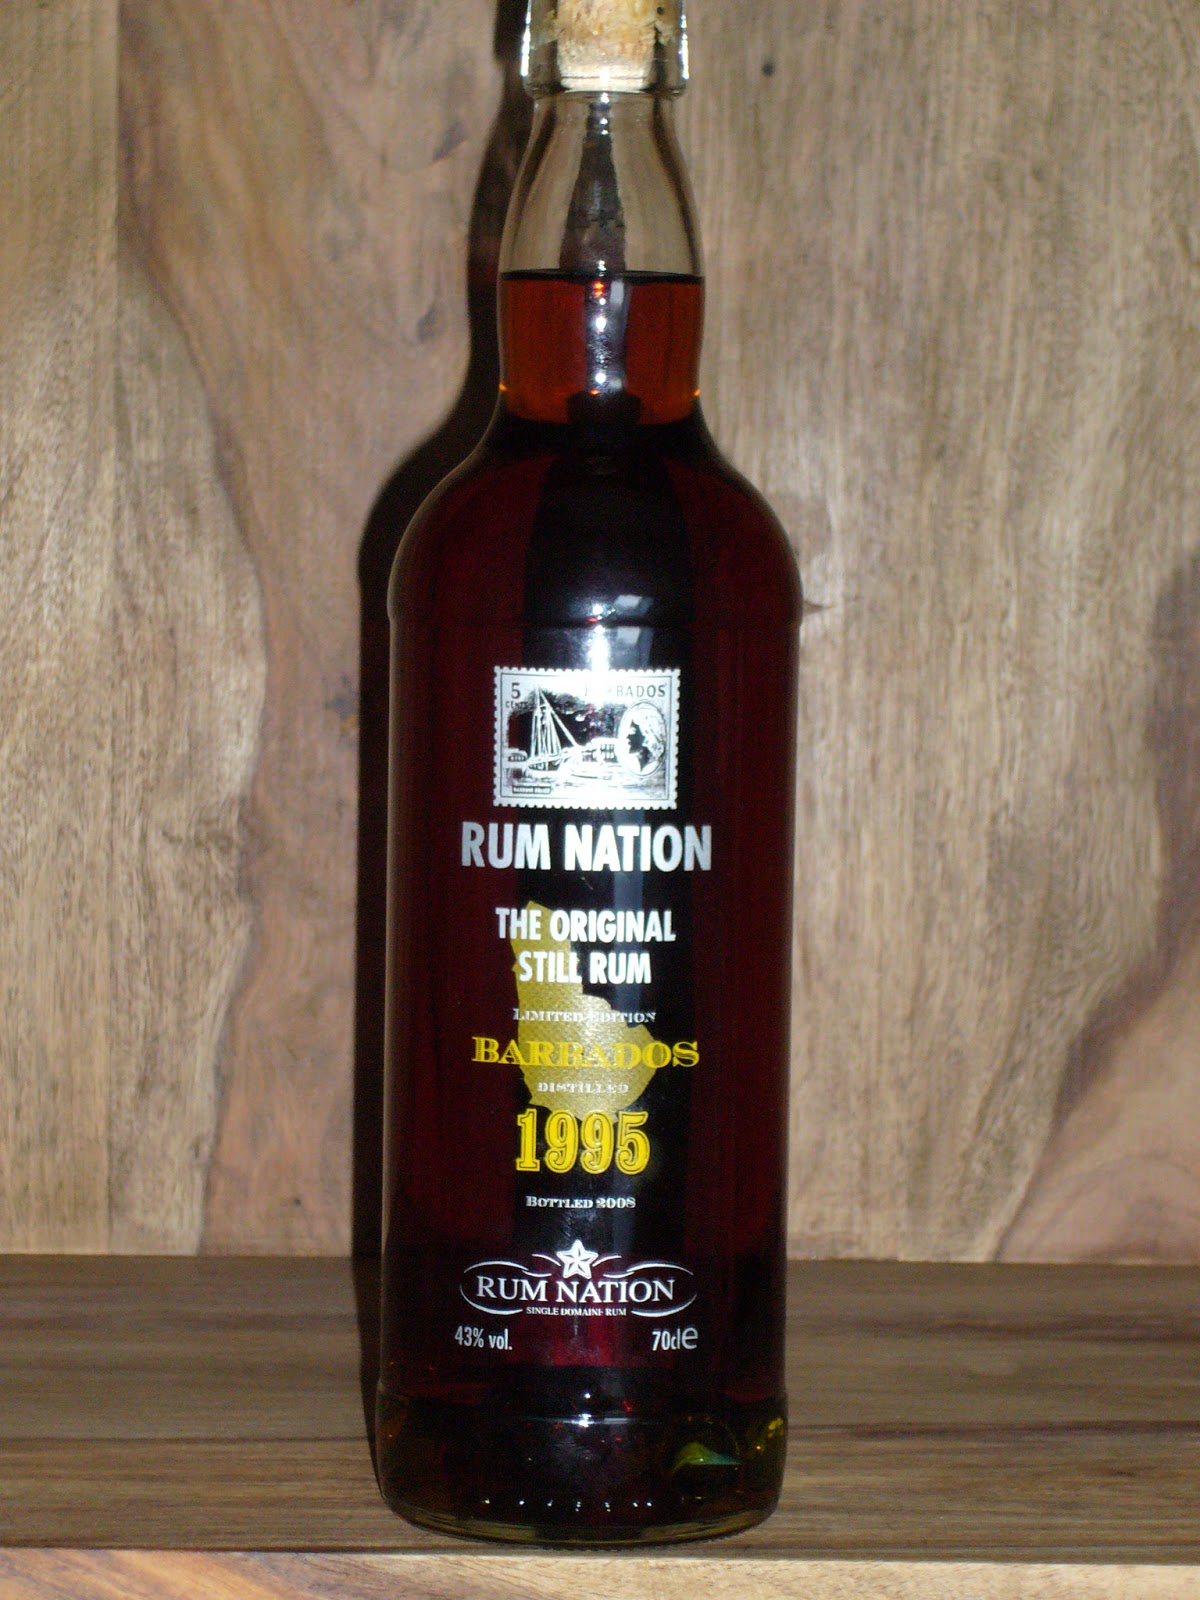 5 BARBADOS
CENTS
RUM NATION
THE ORIGINAL
STILL RUM
LIMITED EDITION
BARBADOS
DISTILLED
1995
BOTTLED 2008
RUM NATION
SINGLE DOMAINE RUM
43% vol. 70cl e